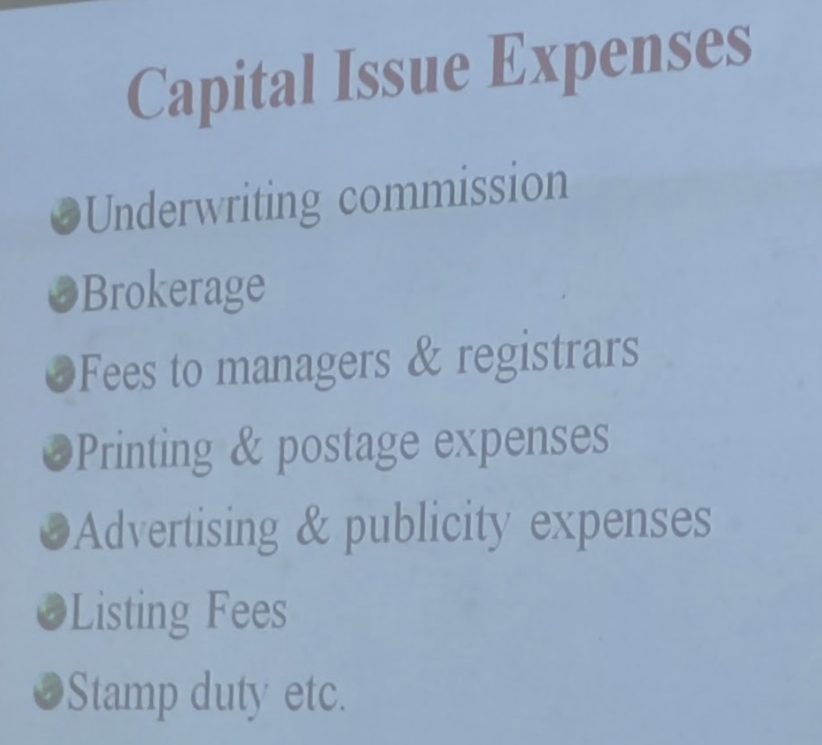 Capital Issue Expenses
Underwriting commission
Brokerage
Fees to managers & registrars
Printing & postage expenses
Advertising & publicity expenses
Listing Fees
Stamp duty etc.